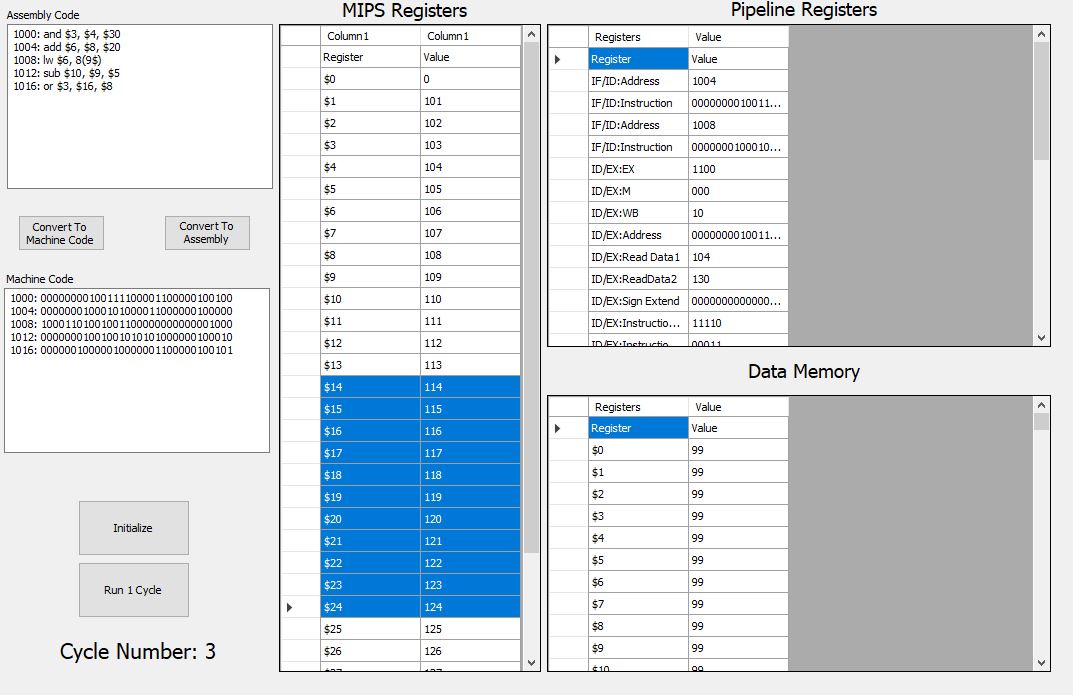 Assembly Code
1000: and $3, $4, $30
1004: add $6, $8, $20
1008: lw $6, 8(9$)
1012: sub $10, $9, $5
1016: or $3, $16, $8
Convert To
Machine Code
Convert To
Assembly
Machine Code
1000: 00000000100111100001100000100100
1004: 00000001000101000011000000100000
1008: 10001101001001100000000000001000
1012: 00000001001001010101000000100010
1016: 00000010000010000001100000100101
Initialize
Run 1 Cycle
Cycle Number: 3
MIPS Registers
Column1 Column1
Register Value
$0 0
$1 101
$2 102
$3 103
$4 104
$5 105
$6 106
$7 107
$8 108
$9 109
$10 110
$11 111
$12 112
$13 113
$14 114
$15 115
$16 116
$17 117
$18 118
$19 119
$20 120
$21 121
$22 122
$23 123
$24 124
$25 125
$26 126
$27 127
Pipeline Registers
Registers Value
Register Value
IF/ID:Address 1004
IF/ID:Instruction 0000000010011...
IF/ID:Address 1008
IF/ID:Instruction 0000000100010...
ID/EX:EX 1100
ID/EX:M 000
ID/EX:WB 10
ID/EX:Address 0000000010011...
ID/EX:Read Data1 104
ID/EX:ReadData2 130
ID/EX:Sign Extend 0000000000000...
ID/EX:Instructio... 11110
ID/EX:Instructio... 00011
Data Memory
Registers Value
Register Value
$0 99
$1 99
$2 99
$3 99
$4 99
$5 99
$6 99
$7 99
$8 99
$9 99
$10 99